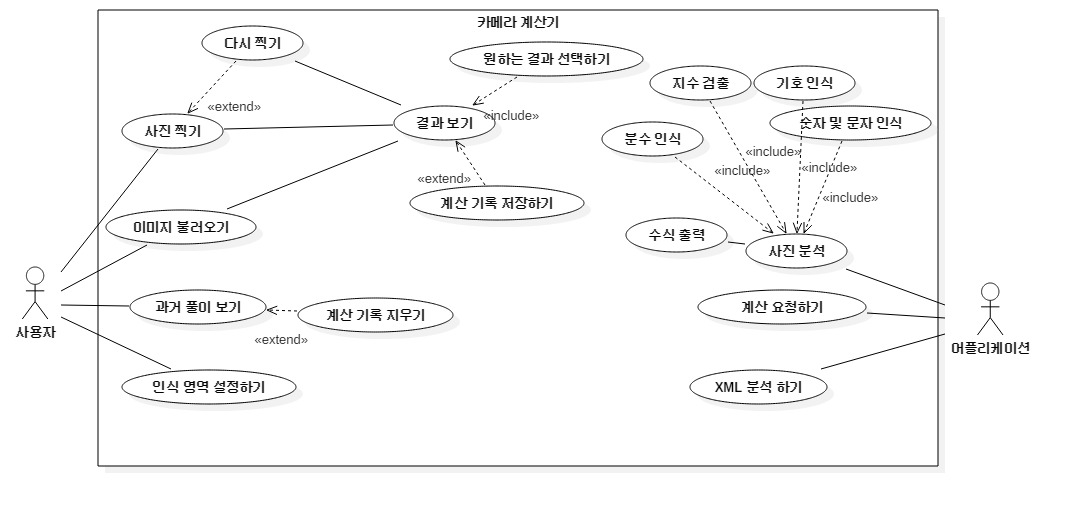 카메라 계산기
다시 찍기
원하는 결과 선택하기
지수 검출
기호 인식
«extend»
«include»
사진 찍기
결과 보기
숫자 및 문자 인식
분수 인식
«include»
«include»
«include»
«extend»
계산 기록 저장하기
이미지 불러오기
수식 출력
사진 분석
과거 풀이 보기
계산 기록 지우기
«extend»
계산 요청하기
사용자
어플리케이션
인식 영역 설정하기
XML 분석 하기